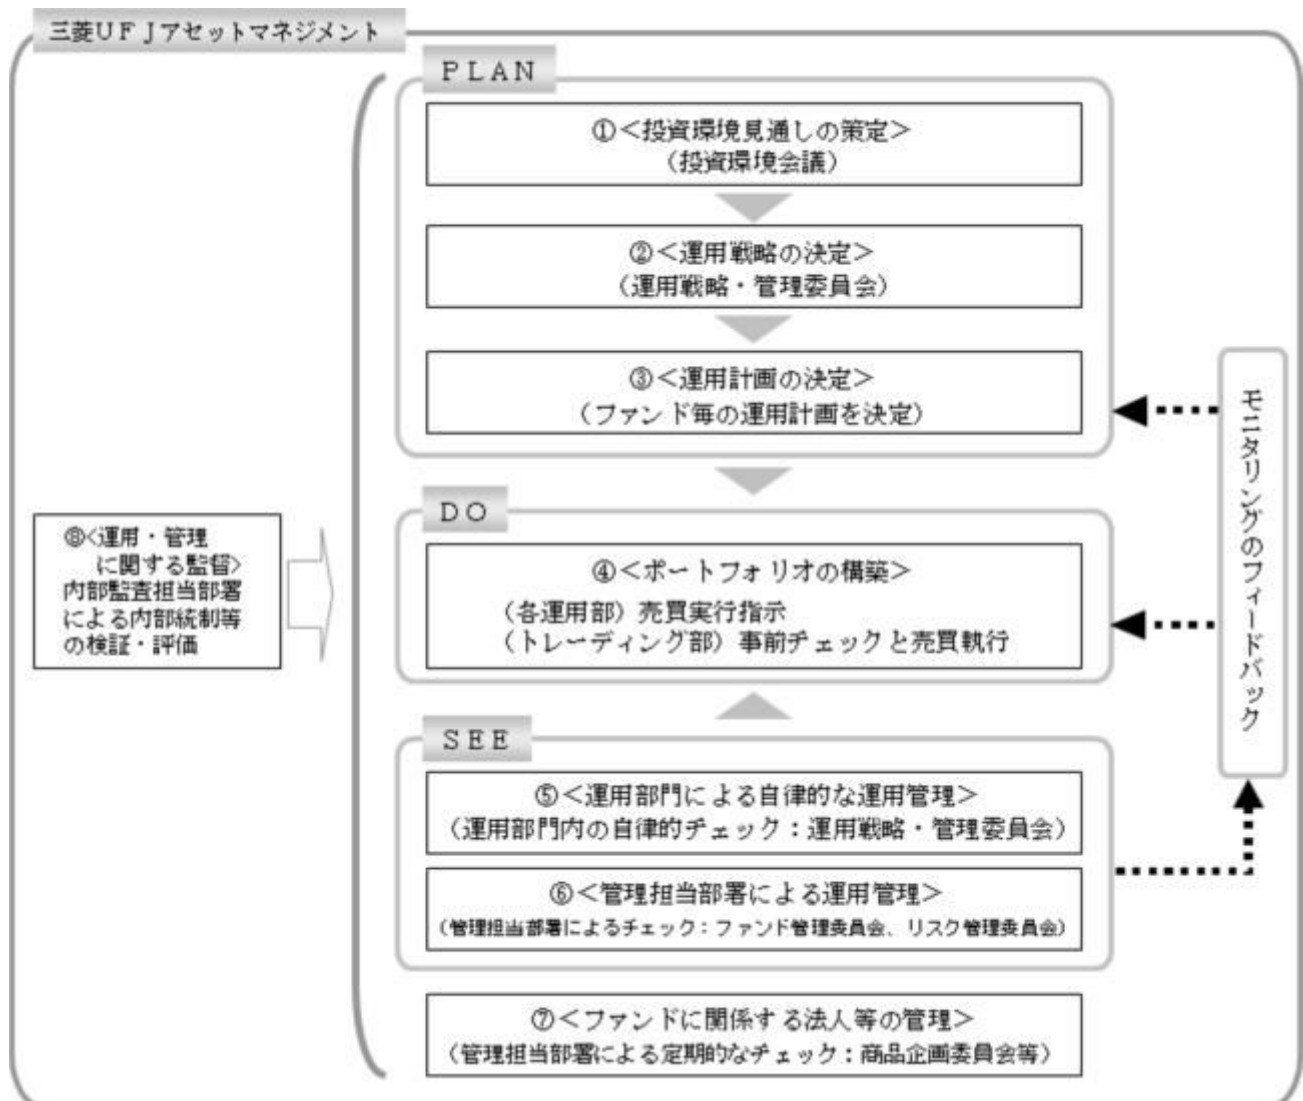 三菱ＵＦＪアセットマネジメント
ＰＬＡＮ
①＜投資環境見通しの策定＞
（投資環境会議）
②＜運用戦略の決定＞
（運用戦略・管理委員会）
③＜運用計画の決定＞
（ファンド毎の運用計画を決定）
ＤＯ
④＜ポートフォリオの構築＞
（各運用部）売買実行指示
（トレーディング部）事前チェックと売買執行
ＳＥＥ
⑤＜運用部門による自律的な運用管理＞
（運用部門内の自律的チェック：運用戦略・管理委員会）
⑥＜管理担当部署による運用管理＞
（管理担当部署によるチェック：ファンド管理委員会、リスク管理委員会）
⑦＜ファンドに関係する法人等の管理＞
（管理担当部署による定期的なチェック：商品企画委員会等）
⑧＜運用・管理
に関する監督＞
内部監査担当部署
による内部統制等
の検証・評価
モニタリングのフィードバック